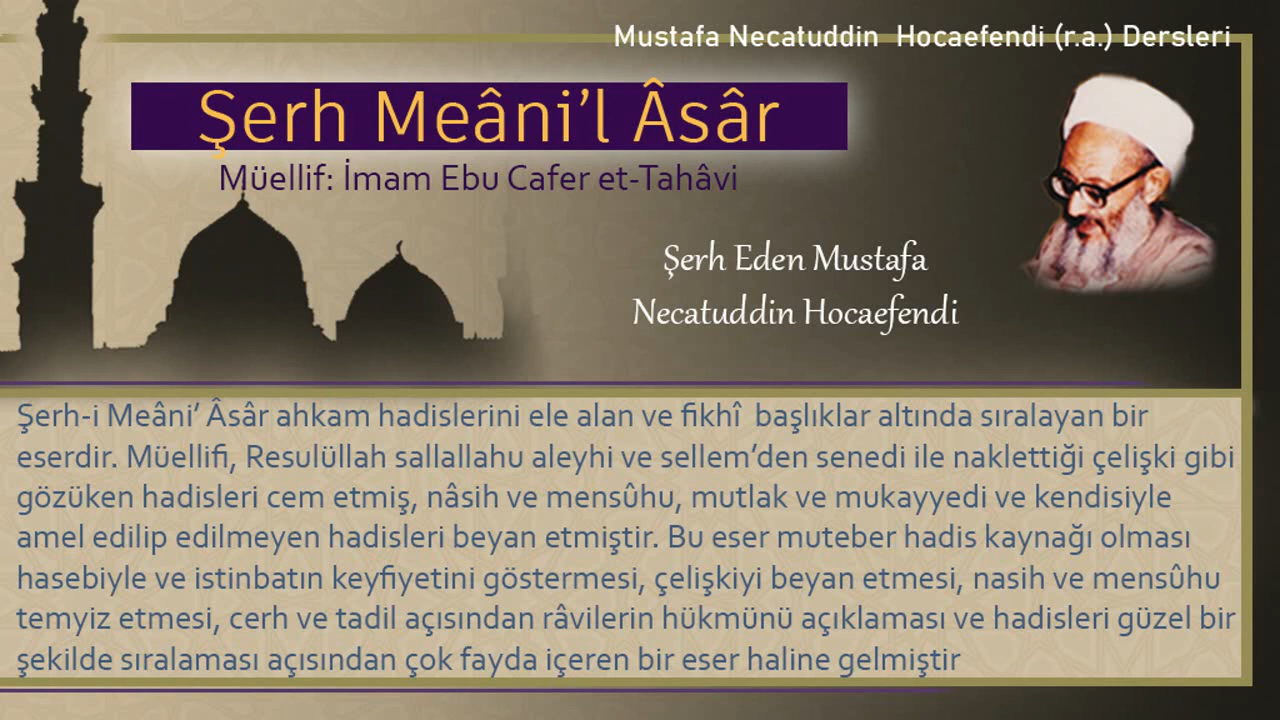 Mustafa Necatuddin Hocaefendi (r.a.) Dersleri
Şerh Meâni’l Âsâr
Müellif: İmam Ebu Cafer et-Tahâvi
Şerh Eden Mustafa
Necatuddin Hocaefendi
Şerh-i Meâni’ Âsâr ahkam hadislerini ele alan ve fikhî başlıklar altında sıralayan bir
eserdir. Müellifi, Resulüllah sallallahu aleyhi ve sellem’den senedi ile naklettiği çelişki gibi
gözüken hadisleri cem etmiş, nâsih ve mensûhu, mutlak ve mukayyedi ve kendisiyle
amel edilip edilmeyen hadisleri beyan etmiştir. Bu eser muteber hadis kaynağı olması
hasebiyle ve istinbatın keyfiyetini göstermesi, çelişkiyi beyan etmesi, nasih ve mensûhu
temyiz etmesi, cerh ve tadil açısından râvilerin hükmünü açıklaması ve hadisleri güzel bir
şekilde sıralaması açısından çok fayda içeren bir eser haline gelmiştir